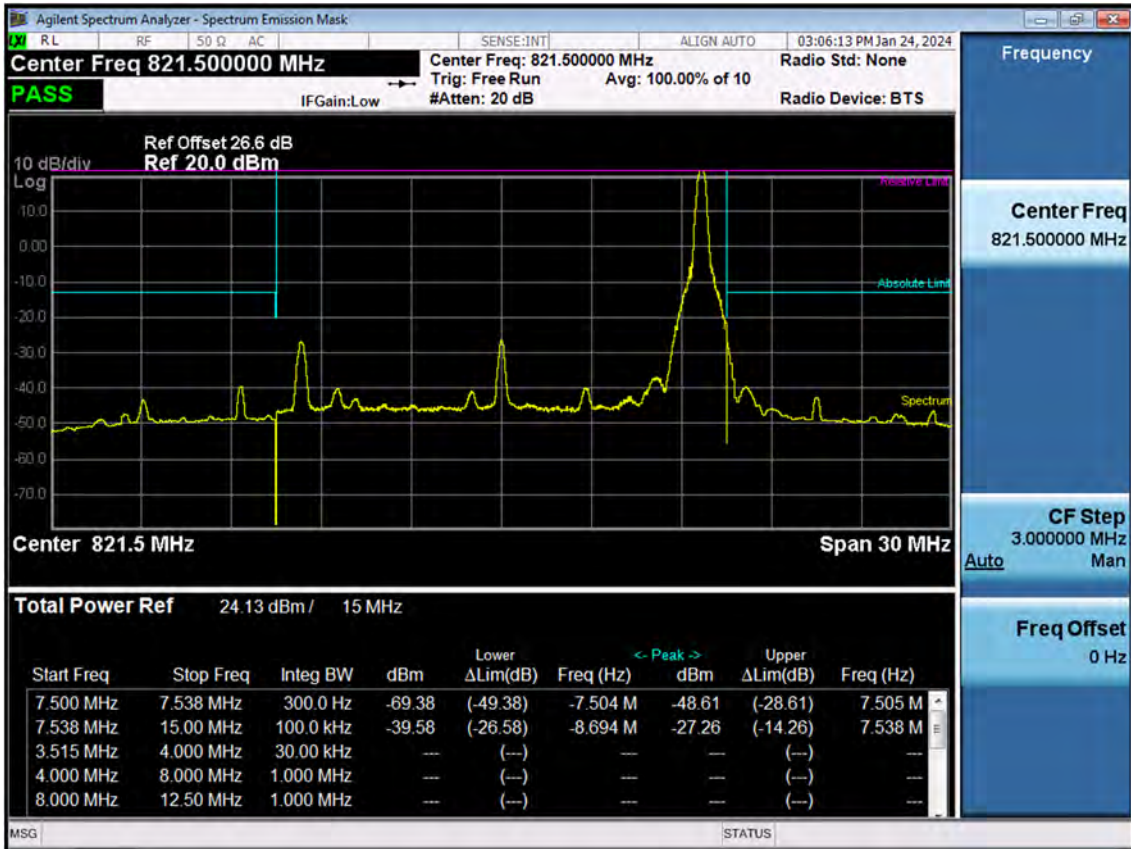 Agilent Spectrum Analyzer - Spectrum Emission Mask
LXI RL RF 50 Ω AC SENSE:INT ALIGN AUTO 03:06:13 PM Jan 24, 2024
Center Freq 821.500000 MHz
Center Freq: 821.500000 MHz Radio Std: None
Trig: Free Run Avg: 100.00% of 10
PASS
IFGain:Low #Atten: 20 dB Radio Device: BTS
Ref Offset 26.6 dB
10 dB/div Ref 20.0 dBm
Log
Relative Limit
10.0
0.00
-10.0
Absolute Limit
-20.0
-30.0
-40.0
Spectrum
-50.0
-60.0
-70.0
Center 821.5 MHz Span 30 MHz
Total Power Ref 24.13 dBm / 15 MHz
Lower <- Peak -> Upper
Start Freq Stop Freq Integ BW dBm ΔLim(dB) Freq (Hz) dBm ΔLim(dB) Freq (Hz)
7.500 MHz 7.538 MHz 300.0 Hz -69.38 (-49.38) -7.504 M -48.61 (-28.61) 7.505 M
7.538 MHz 15.00 MHz 100.0 kHz -39.58 (-26.58) -8.694 M -27.26 (-14.26) 7.538 M
3.515 MHz 4.000 MHz 30.00 kHz --- (---) --- --- (---) ---
4.000 MHz 8.000 MHz 1.000 MHz --- (---) --- --- (---) ---
8.000 MHz 12.50 MHz 1.000 MHz --- (---) --- --- (---) ---
MSG STATUS
Frequency
Center Freq
821.500000 MHz
CF Step
3.000000 MHz
Auto Man
Freq Offset
0 Hz